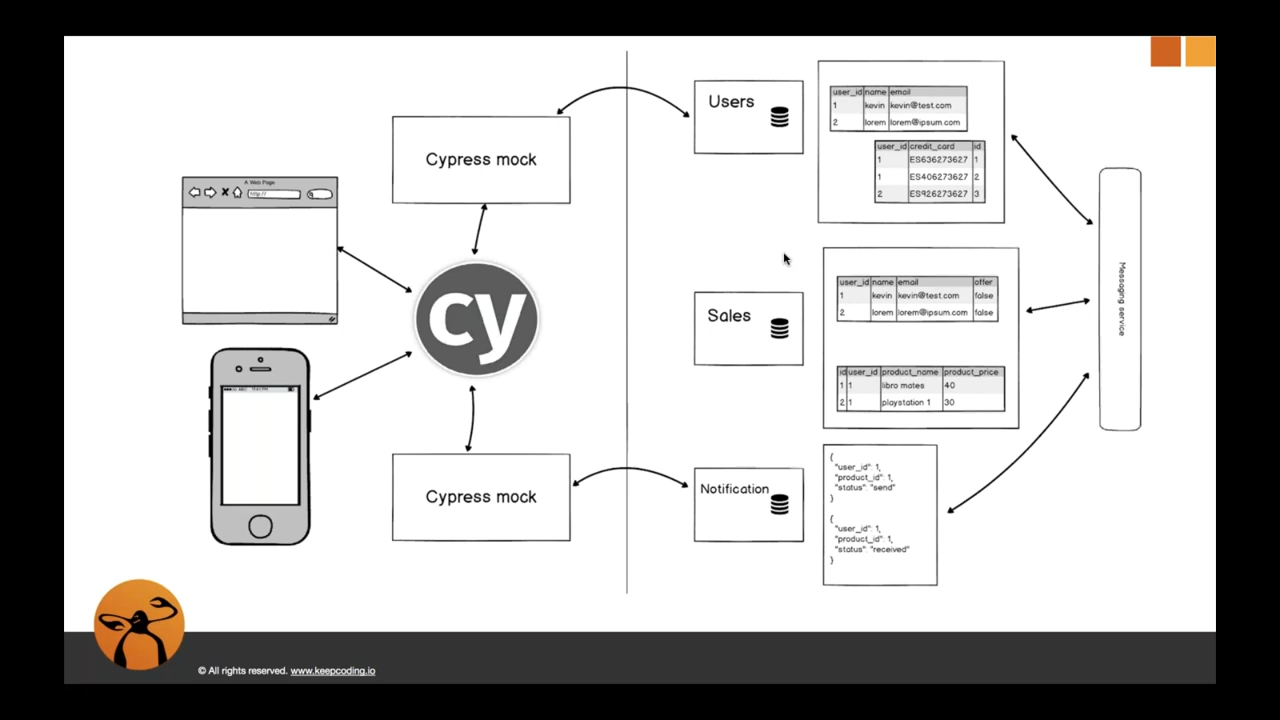 A Web Page
http://
Cypress mock
cy
Cypress mock
Users
user_id name email
1 kevin kevin@test.com
2 lorem lorem@ipsum.com
user_id credit_card id
1 ES636273627 1
1 ES406273627 2
2 ES926273627 3
Sales
user_id name email offer
1 kevin kevin@test.com false
2 lorem lorem@ipsum.com false
id user_id product_name product_price
1 1 libro mates 40
2 1 playstation 1 30
Notification
{
"user_id": 1,
"product_id": 1,
"status": "send"
}
{
"user_id": 1,
"product_id": 1,
"status": "received"
}
Messaging service
© All rights reserved. www.keepcoding.io